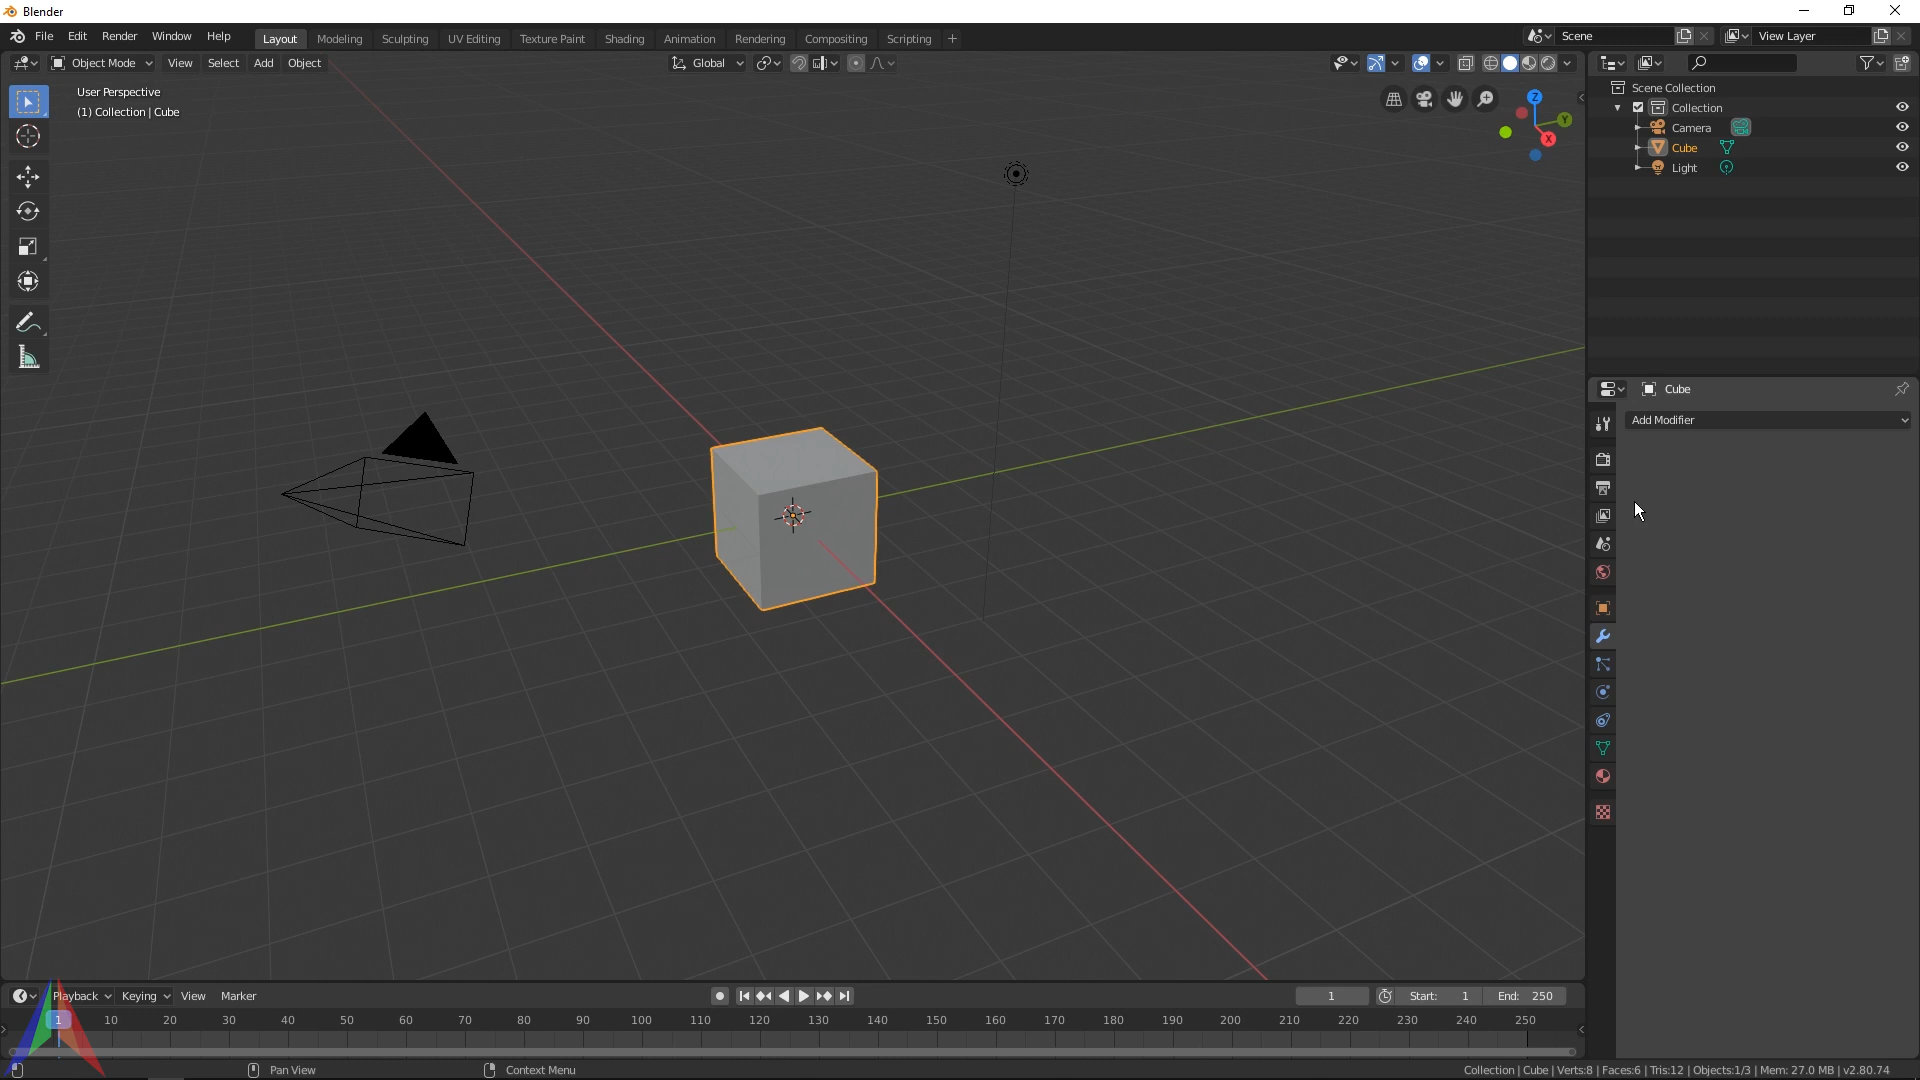 Blender
File Edit Render Window Help Layout Modeling Sculpting UV Editing Texture Paint Shading Animation Rendering Compositing Scripting + Scene View Layer
Object Mode View Select Add Object Global
User Perspective
(1) Collection | Cube
Z
Y
X
Scene Collection
Collection
Camera
Cube
Light
Cube
Add Modifier
Playback Keying View Marker 1 Start: 1 End: 250
1 10 20 30 40 50 60 70 80 90 100 110 120 130 140 150 160 170 180 190 200 210 220 230 240 250
Pan View Context Menu Collection | Cube | Verts:8 | Faces:6 | Tris:12 | Objects:1/3 | Mem: 27.0 MB | v2.80.74